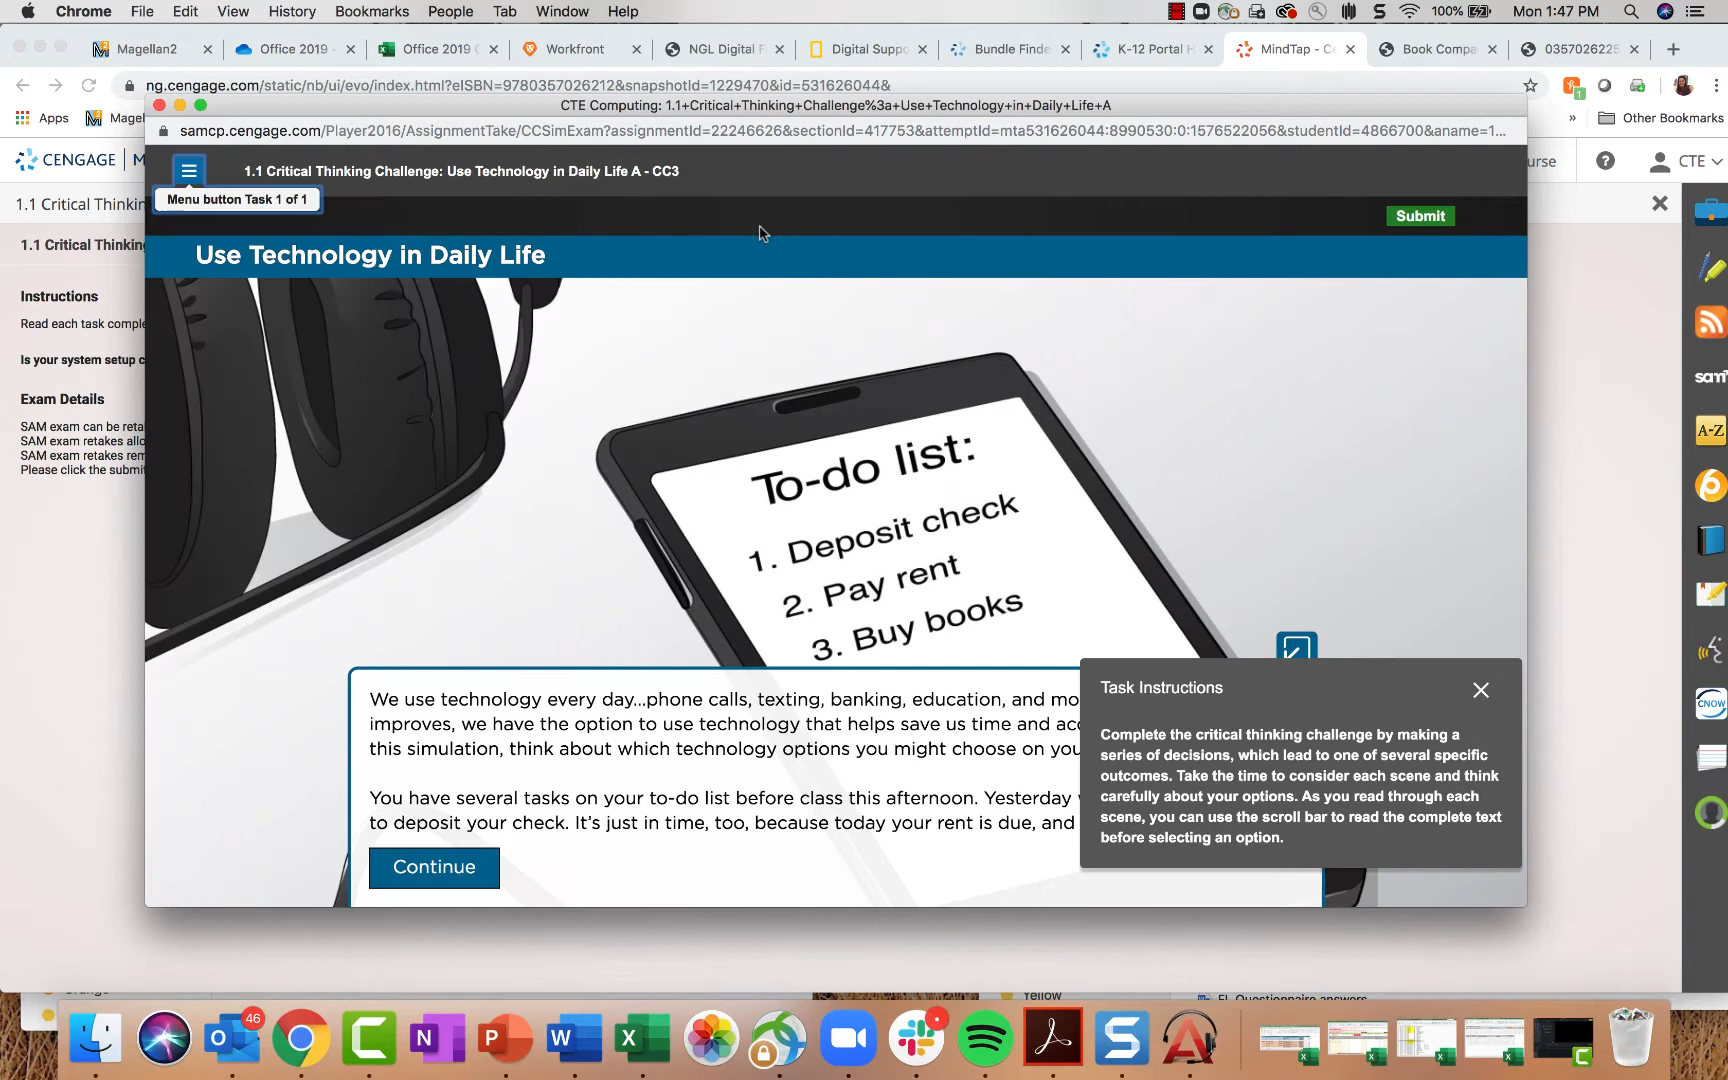 Chrome File Edit View History Bookmarks People Tab Window Help
100% Mon 1:47 PM
Magellan2 Office 2019 - Office 2019 C Workfront NGL Digital F Digital Suppo Bundle Finde K-12 Portal H MindTap - Ce Book Compa 0357026225
ng.cengage.com/static/nb/ui/evo/index.html?eISBN=9780357026212&snapshotId=1229470&id=531626044&
Apps Magel
» Other Bookmarks
CTE Computing: 1.1+Critical+Thinking+Challenge%3a+Use+Technology+in+Daily+Life+A
samcp.cengage.com/Player2016/AssignmentTake/CCSimExam?assignmentId=22246626&sectionId=417753&attemptId=mta531626044:8990530:0:1576522056&studentId=4866700&aname=1...
CENGAGE M
urse CTE
1.1 Critical Thinking Challenge: Use Technology in Daily Life A - CC3
Menu button Task 1 of 1
1.1 Critical Thinkin
Submit
1.1 Critical Thinking
Use Technology in Daily Life
Instructions
Read each task comple
Is your system setup c
Exam Details
SAM exam can be reta
SAM exam retakes allo
SAM exam retakes rem
Please click the submit
To-do list:
1. Deposit check
2. Pay rent
3. Buy books
We use technology every day...phone calls, texting, banking, education, and mo
improves, we have the option to use technology that helps save us time and acc
this simulation, think about which technology options you might choose on you
You have several tasks on your to-do list before class this afternoon. Yesterday
to deposit your check. It's just in time, too, because today your rent is due, and
Continue
Task Instructions
Complete the critical thinking challenge by making a
series of decisions, which lead to one of several specific
outcomes. Take the time to consider each scene and think
carefully about your options. As you read through each
scene, you can use the scroll bar to read the complete text
before selecting an option.
sam
A-Z
CNOW
Yellow
EL Questionnaire answers
46